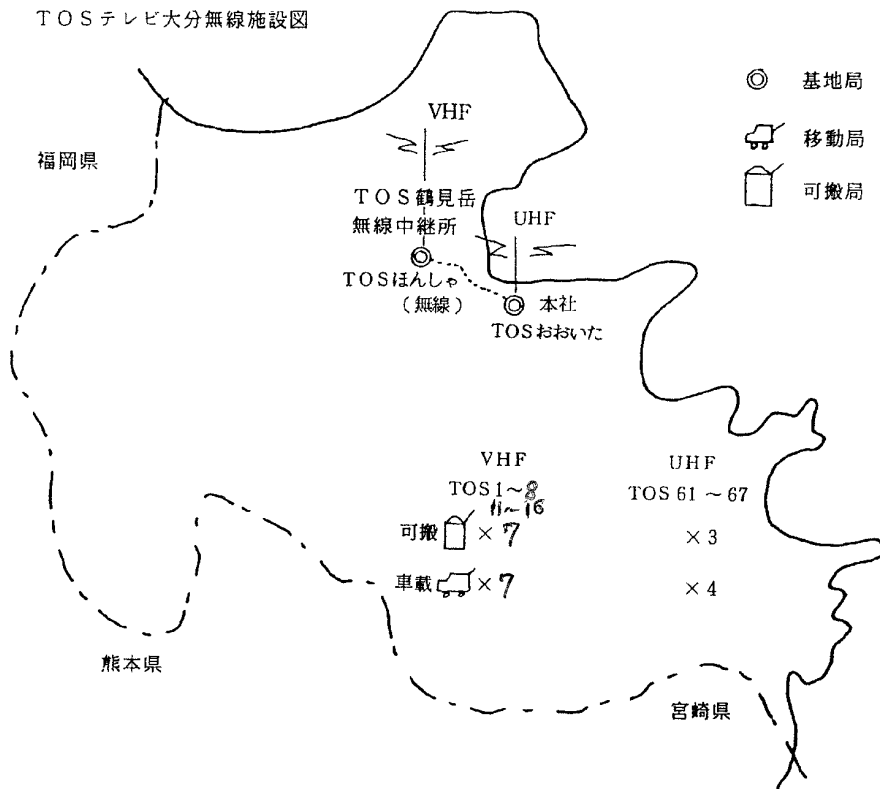 TOSテレビ大分無線施設図
基地局
移動局
可搬局
VHF
福岡県
TOS鶴見岳
無線中継所
UHF
TOSほんしゃ
(無線)
本社
TOSおおいた
VHF
UHF
TOS1〜8
11〜16
TOS 61 〜 67
可搬 × 7
× 3
車載 × 7
× 4
熊本県
宮崎県